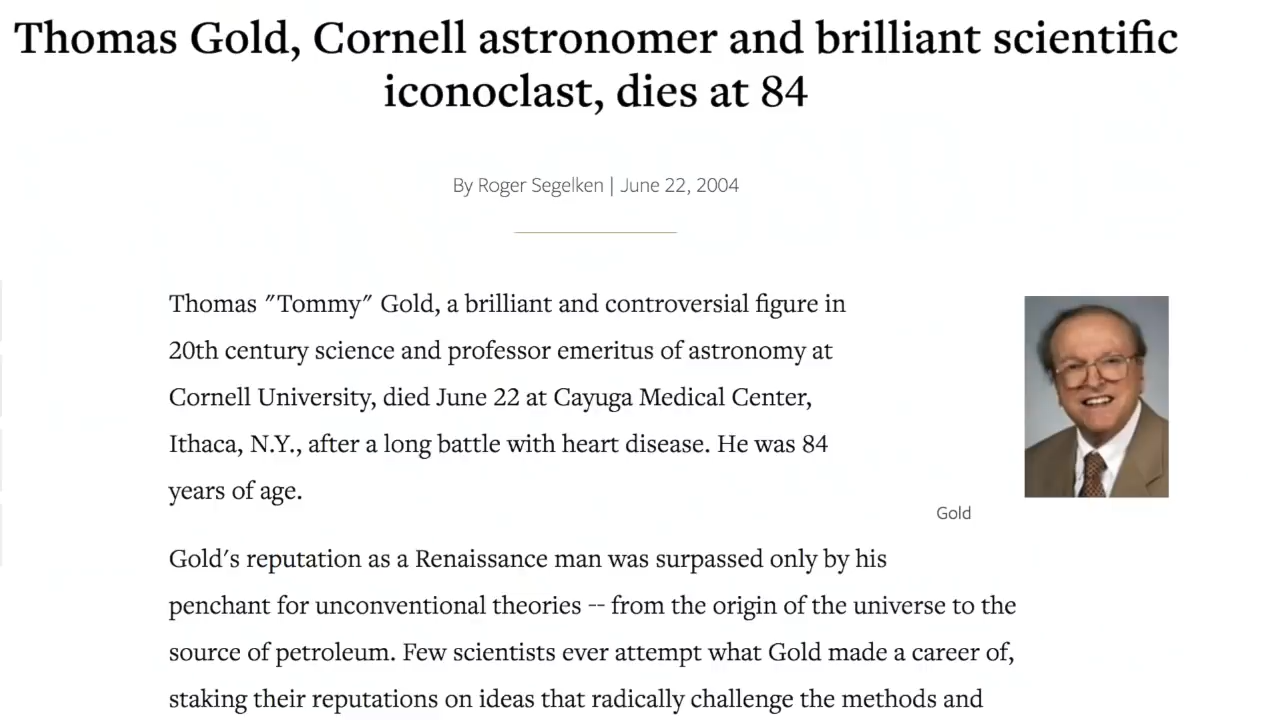 Thomas Gold, Cornell astronomer and brilliant scientific
iconoclast, dies at 84
By Roger Segelken | June 22, 2004
Thomas "Tommy" Gold, a brilliant and controversial figure in
20th century science and professor emeritus of astronomy at
Cornell University, died June 22 at Cayuga Medical Center,
Ithaca, N.Y., after a long battle with heart disease. He was 84
years of age.
Gold
Gold's reputation as a Renaissance man was surpassed only by his
penchant for unconventional theories -- from the origin of the universe to the
source of petroleum. Few scientists ever attempt what Gold made a career of,
staking their reputations on ideas that radically challenge the methods and